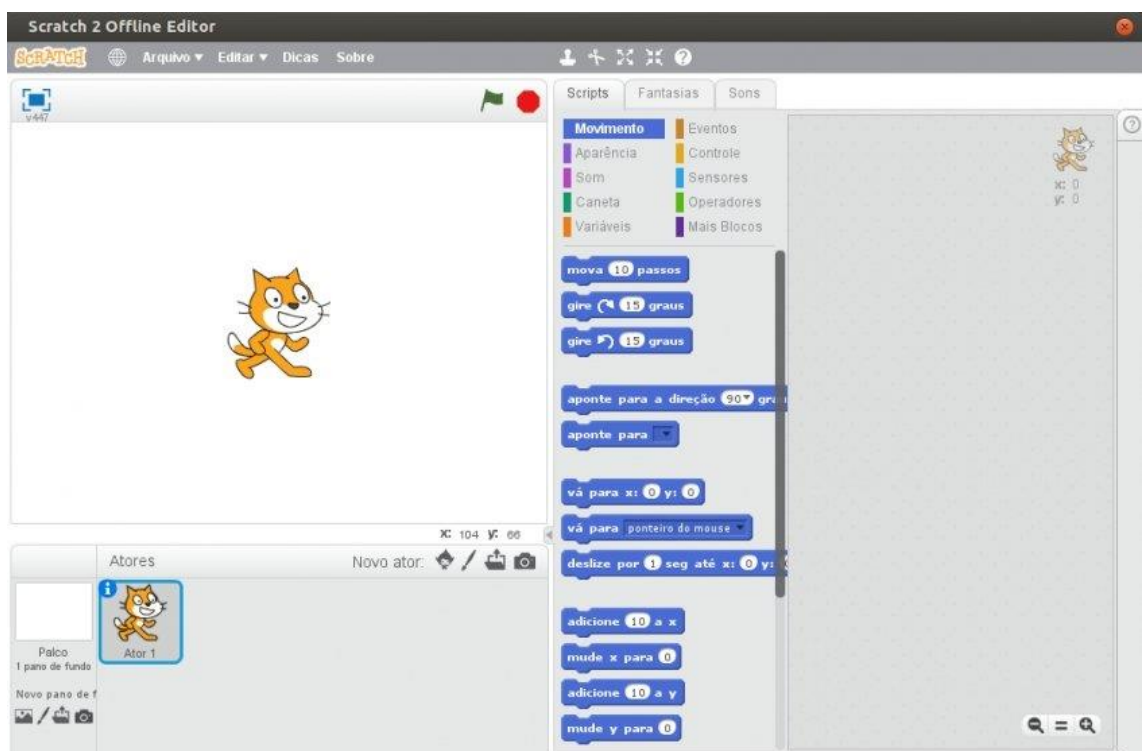 Scratch 2 Offline Editor
SCRATCH Arquivo Editar Dicas Sobre
v447
Scripts Fantasias Sons
Movimento Eventos
Aparência Controle
Som Sensores
Caneta Operadores
Variáveis Mais Blocos
x: 0
y: 0
mova 10 passos
gire 15 graus
gire 15 graus
aponte para a direção 90 grau
aponte para
vá para x: 0 y: 0
vá para ponteiro do mouse
deslize por 1 seg até x: 0 y:
adicione 10 a x
mude x para 0
adicione 10 a y
mude y para 0
X: 104 Y: 66
Atores Novo ator:
Palco
1 pano de fundo
Ator 1
Novo pano de f